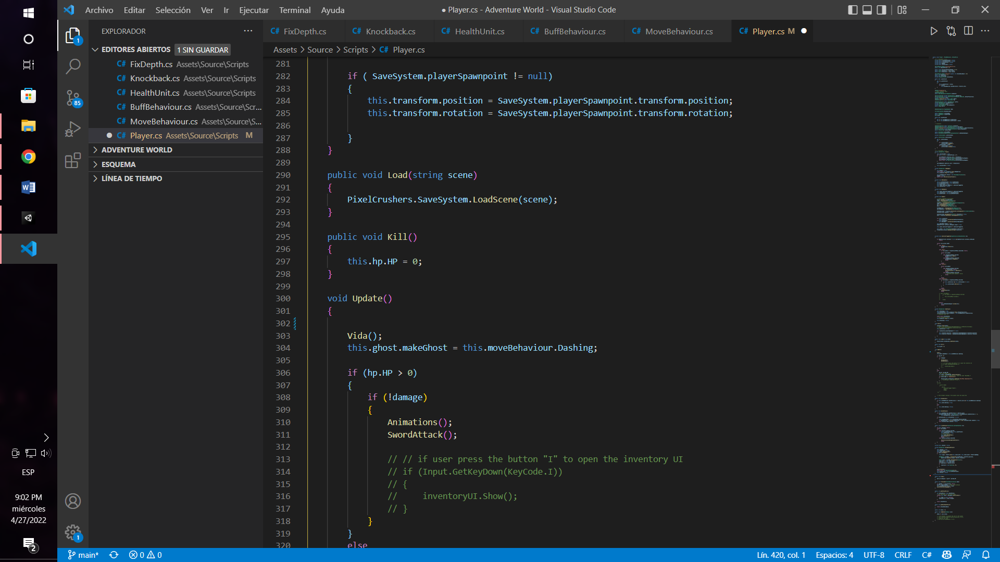 Archivo Editar Selección Ver Ir Ejecutar Terminal Ayuda
● Player.cs - Adventure World - Visual Studio Code
EXPLORADOR
EDITORES ABIERTOS 1 SIN GUARDAR
C# FixDepth.cs Assets\Source\Scripts
C# Knockback.cs Assets\Source\Scripts
C# HealthUnit.cs Assets\Source\Scripts
C# BuffBehaviour.cs Assets\Source\Scr...
C# MoveBehaviour.cs Assets\Source\S...
● C# Player.cs Assets\Source\Scripts M
ADVENTURE WORLD
ESQUEMA
LÍNEA DE TIEMPO
1
85
1
C# FixDepth.cs C# Knockback.cs C# HealthUnit.cs C# BuffBehaviour.cs C# MoveBehaviour.cs C# Player.cs M ●
Assets > Source > Scripts > C# Player.cs
281
282 if ( SaveSystem.playerSpawnpoint != null)
283 {
284 this.transform.position = SaveSystem.playerSpawnpoint.transform.position;
285 this.transform.rotation = SaveSystem.playerSpawnpoint.transform.rotation;
286
287 }
288 }
289
290 public void Load(string scene)
291 {
292 PixelCrushers.SaveSystem.LoadScene(scene);
293 }
294
295 public void Kill()
296 {
297 this.hp.HP = 0;
298 }
299
300 void Update()
301 {
302
303 Vida();
304 this.ghost.makeGhost = this.moveBehaviour.Dashing;
305
306 if (hp.HP > 0)
307 {
308 if (!damage)
309 {
310 Animations();
311 SwordAttack();
312
313 // // if user press the button "I" to open the inventory UI
314 // if (Input.GetKeyDown(KeyCode.I))
315 // {
316 // inventoryUI.Show();
317 // }
318 }
319 }
320 else
ESP
9:02 PM
miércoles
4/27/2022
2
main* 0 0
Lín. 420, col. 1 Espacios: 4 UTF-8 CRLF C#